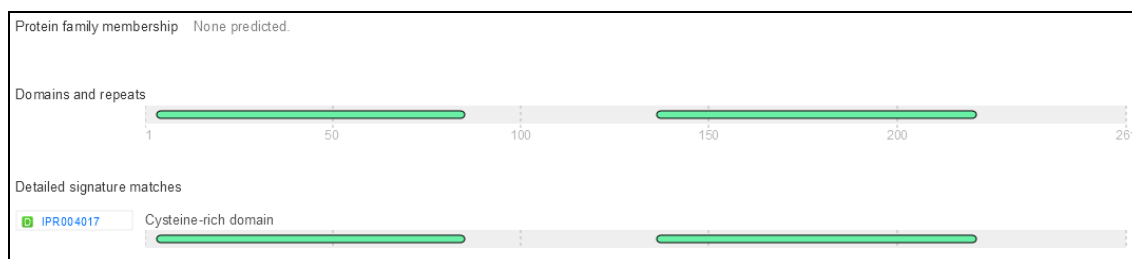 Protein family membership None predicted.
Domains and repeats
1 50 100 150 200 26
Detailed signature matches
D IPR004017 Cysteine-rich domain